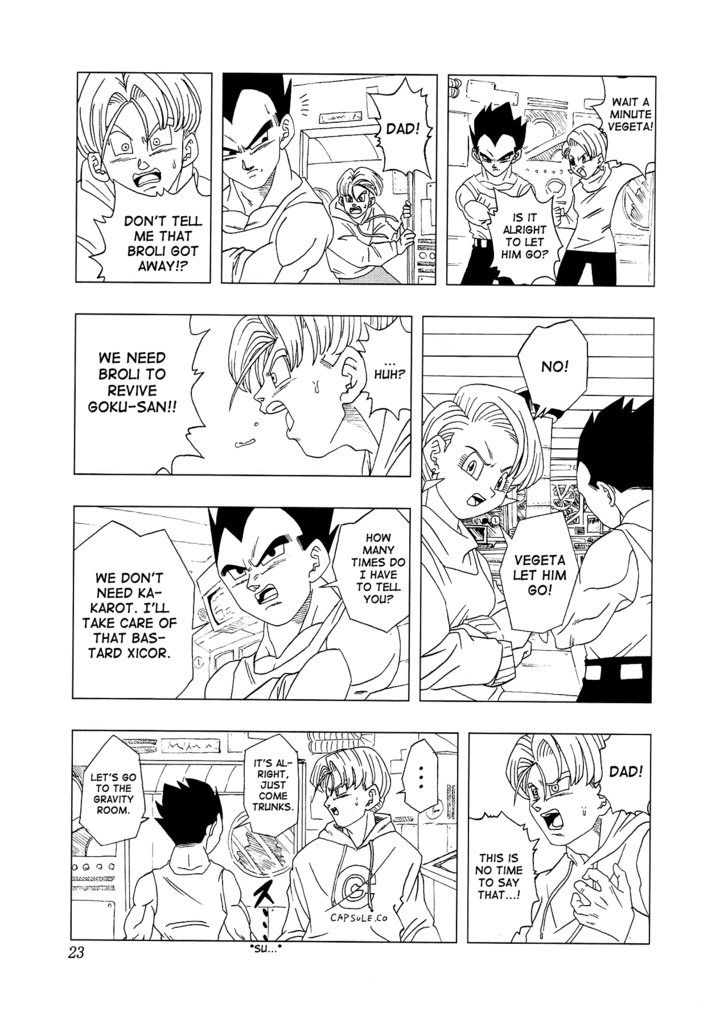 WAIT A
MINUTE
VEGETA!
IS IT
ALRIGHT
TO LET
HIM GO?
DAD!
DON'T TELL
ME THAT
BROLI GOT
AWAY!?
NO!
VEGETA
LET HIM
GO!
...
HUH?
WE NEED
BROLI TO
REVIVE
GOKU-SAN!!
HOW
MANY
TIMES DO
I HAVE
TO TELL
YOU?
WE DON'T
NEED KA-
KAROT. I'LL
TAKE CARE
OF THAT BAS-
TARD XICOR.
DAD!
THIS IS
NO TIME
TO SAY
THAT...!
...
IT'S AL-
RIGHT,
JUST
COME
TRUNKS.
LET'S GO
TO THE
GRAVITY
ROOM.
CAPSULE.Co
ス
*SU...*
23